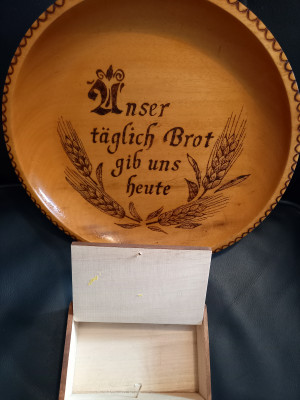 Unser
täglich Brot
gib uns
heute